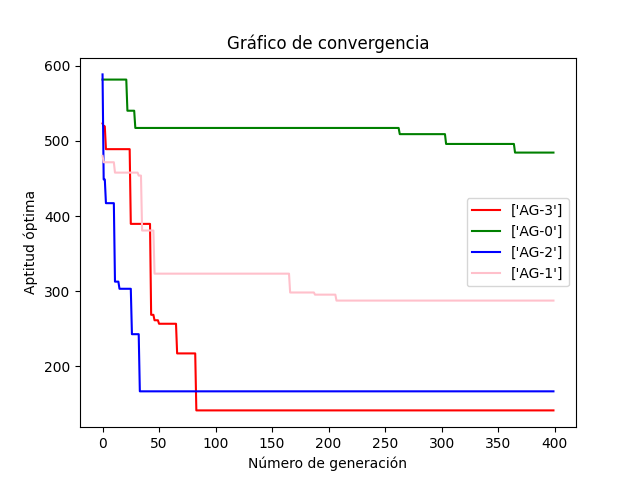 Gráfico de convergencia
600
500
400
300
200
Aptitud óptima
['AG-3']
['AG-0']
['AG-2']
['AG-1']
0 50 100 150 200 250 300 350 400
Número de generación